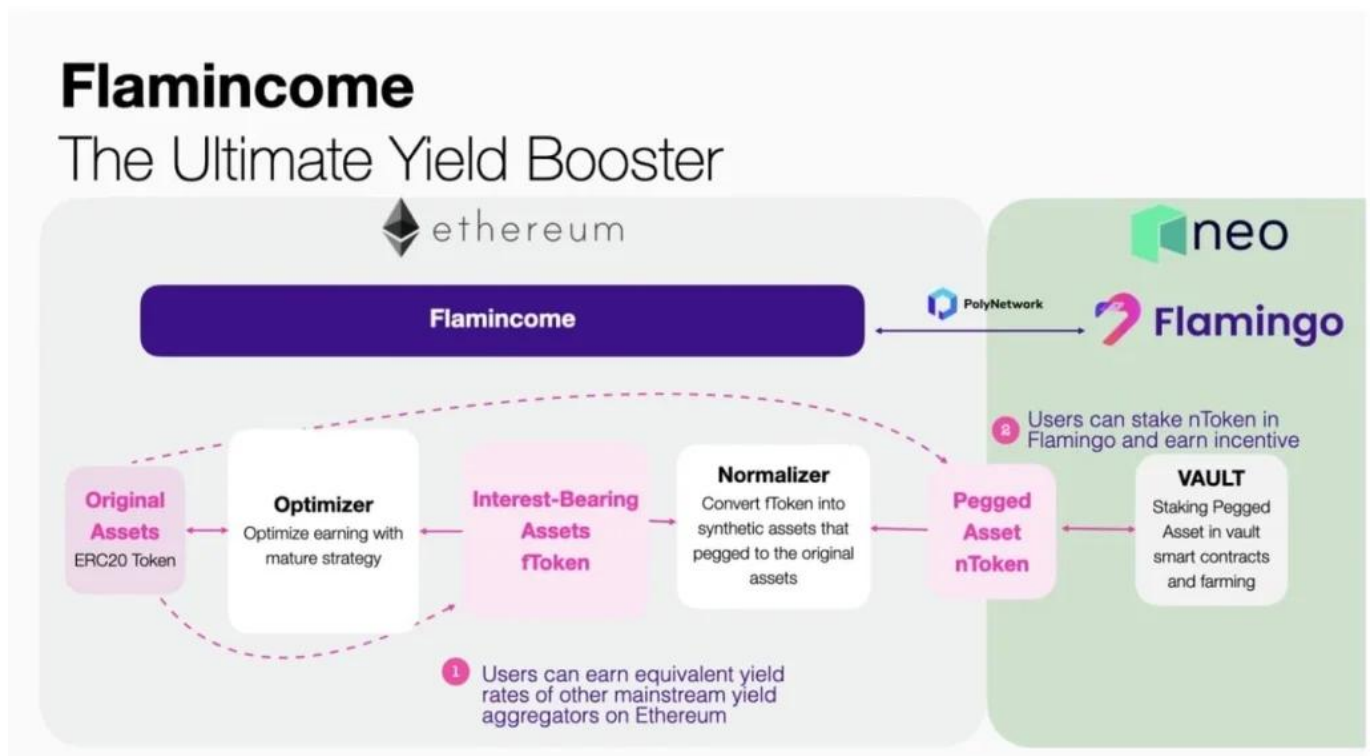 Flamincome
The Ultimate Yield Booster
ethereum
neo
Flamincome
PolyNetwork
Flamingo
2 Users can stake nToken in
Flamingo and earn incentive
Original
Assets
ERC20 Token
Optimizer
Optimize earning with
mature strategy
Interest-Bearing
Assets
fToken
Normalizer
Convert fToken into
synthetic assets that
pegged to the original
assets
Pegged
Asset
nToken
VAULT
Staking Pegged
Asset in vault
smart contracts
and farming
1 Users can earn equivalent yield
rates of other mainstream yield
aggregators on Ethereum